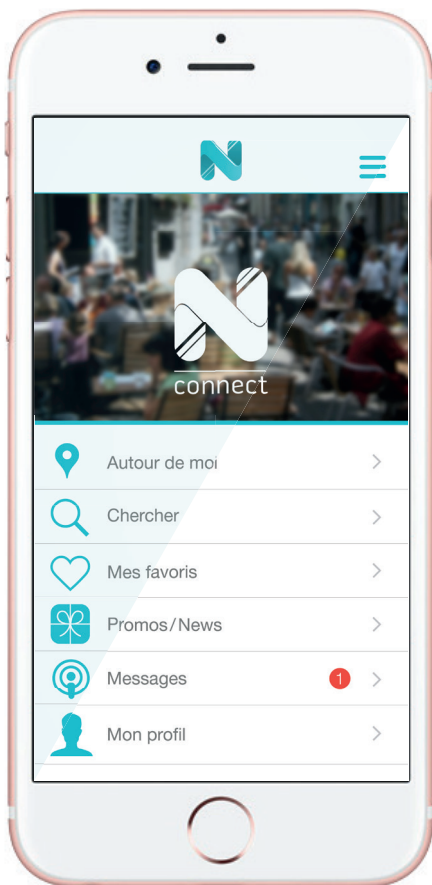 N
N
connect
Autour de moi
Chercher
Mes favoris
Promos/News
Messages 1
Mon profil